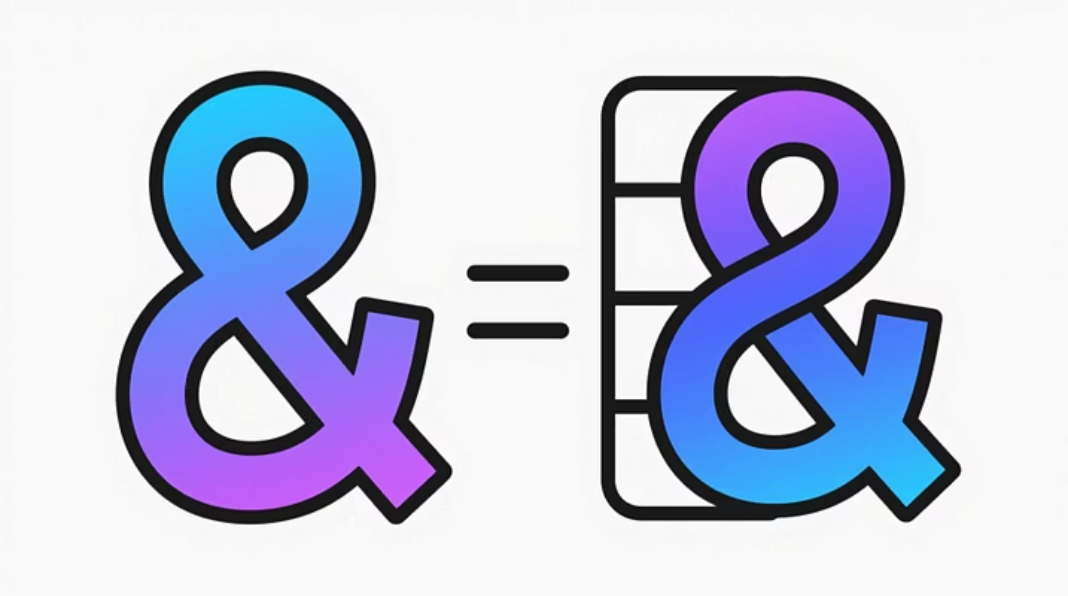 & = &